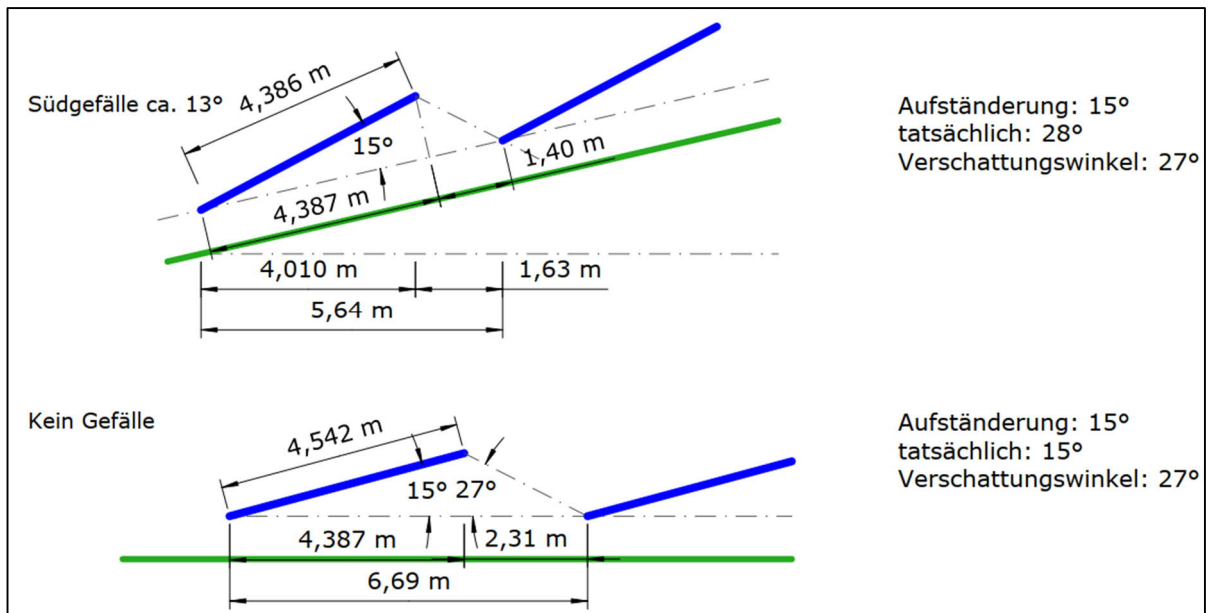 Südgefälle ca. 13°
4,386 m
15°
1,40 m
4,387 m
4,010 m
1,63 m
5,64 m
Aufständerung: 15°
tatsächlich: 28°
Verschattungswinkel: 27°
Kein Gefälle
4,542 m
15° 27°
4,387 m
2,31 m
6,69 m
Aufständerung: 15°
tatsächlich: 15°
Verschattungswinkel: 27°